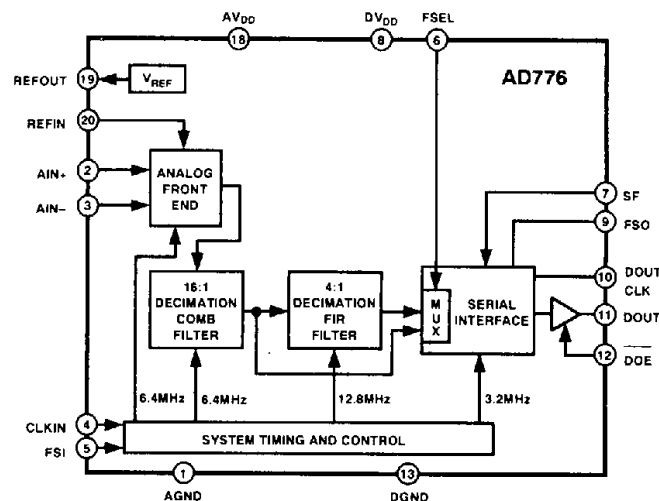 AVDD DVDD FSEL
18 8 6
AD776
REFOUT 19 VREF
REFIN 20
AIN+ 2
AIN– 3
ANALOG
FRONT
END
7 SF
9 FSO
10 DOUT
CLK
11 DOUT
12 DOE
16:1
DECIMATION
COMB
FILTER
4:1
DECIMATION
FIR
FILTER
MUX
SERIAL
INTERFACE
6.4MHz 6.4MHz 12.8MHz 3.2MHz
CLKIN 4
FSI 5
SYSTEM TIMING AND CONTROL
1 13
AGND DGND